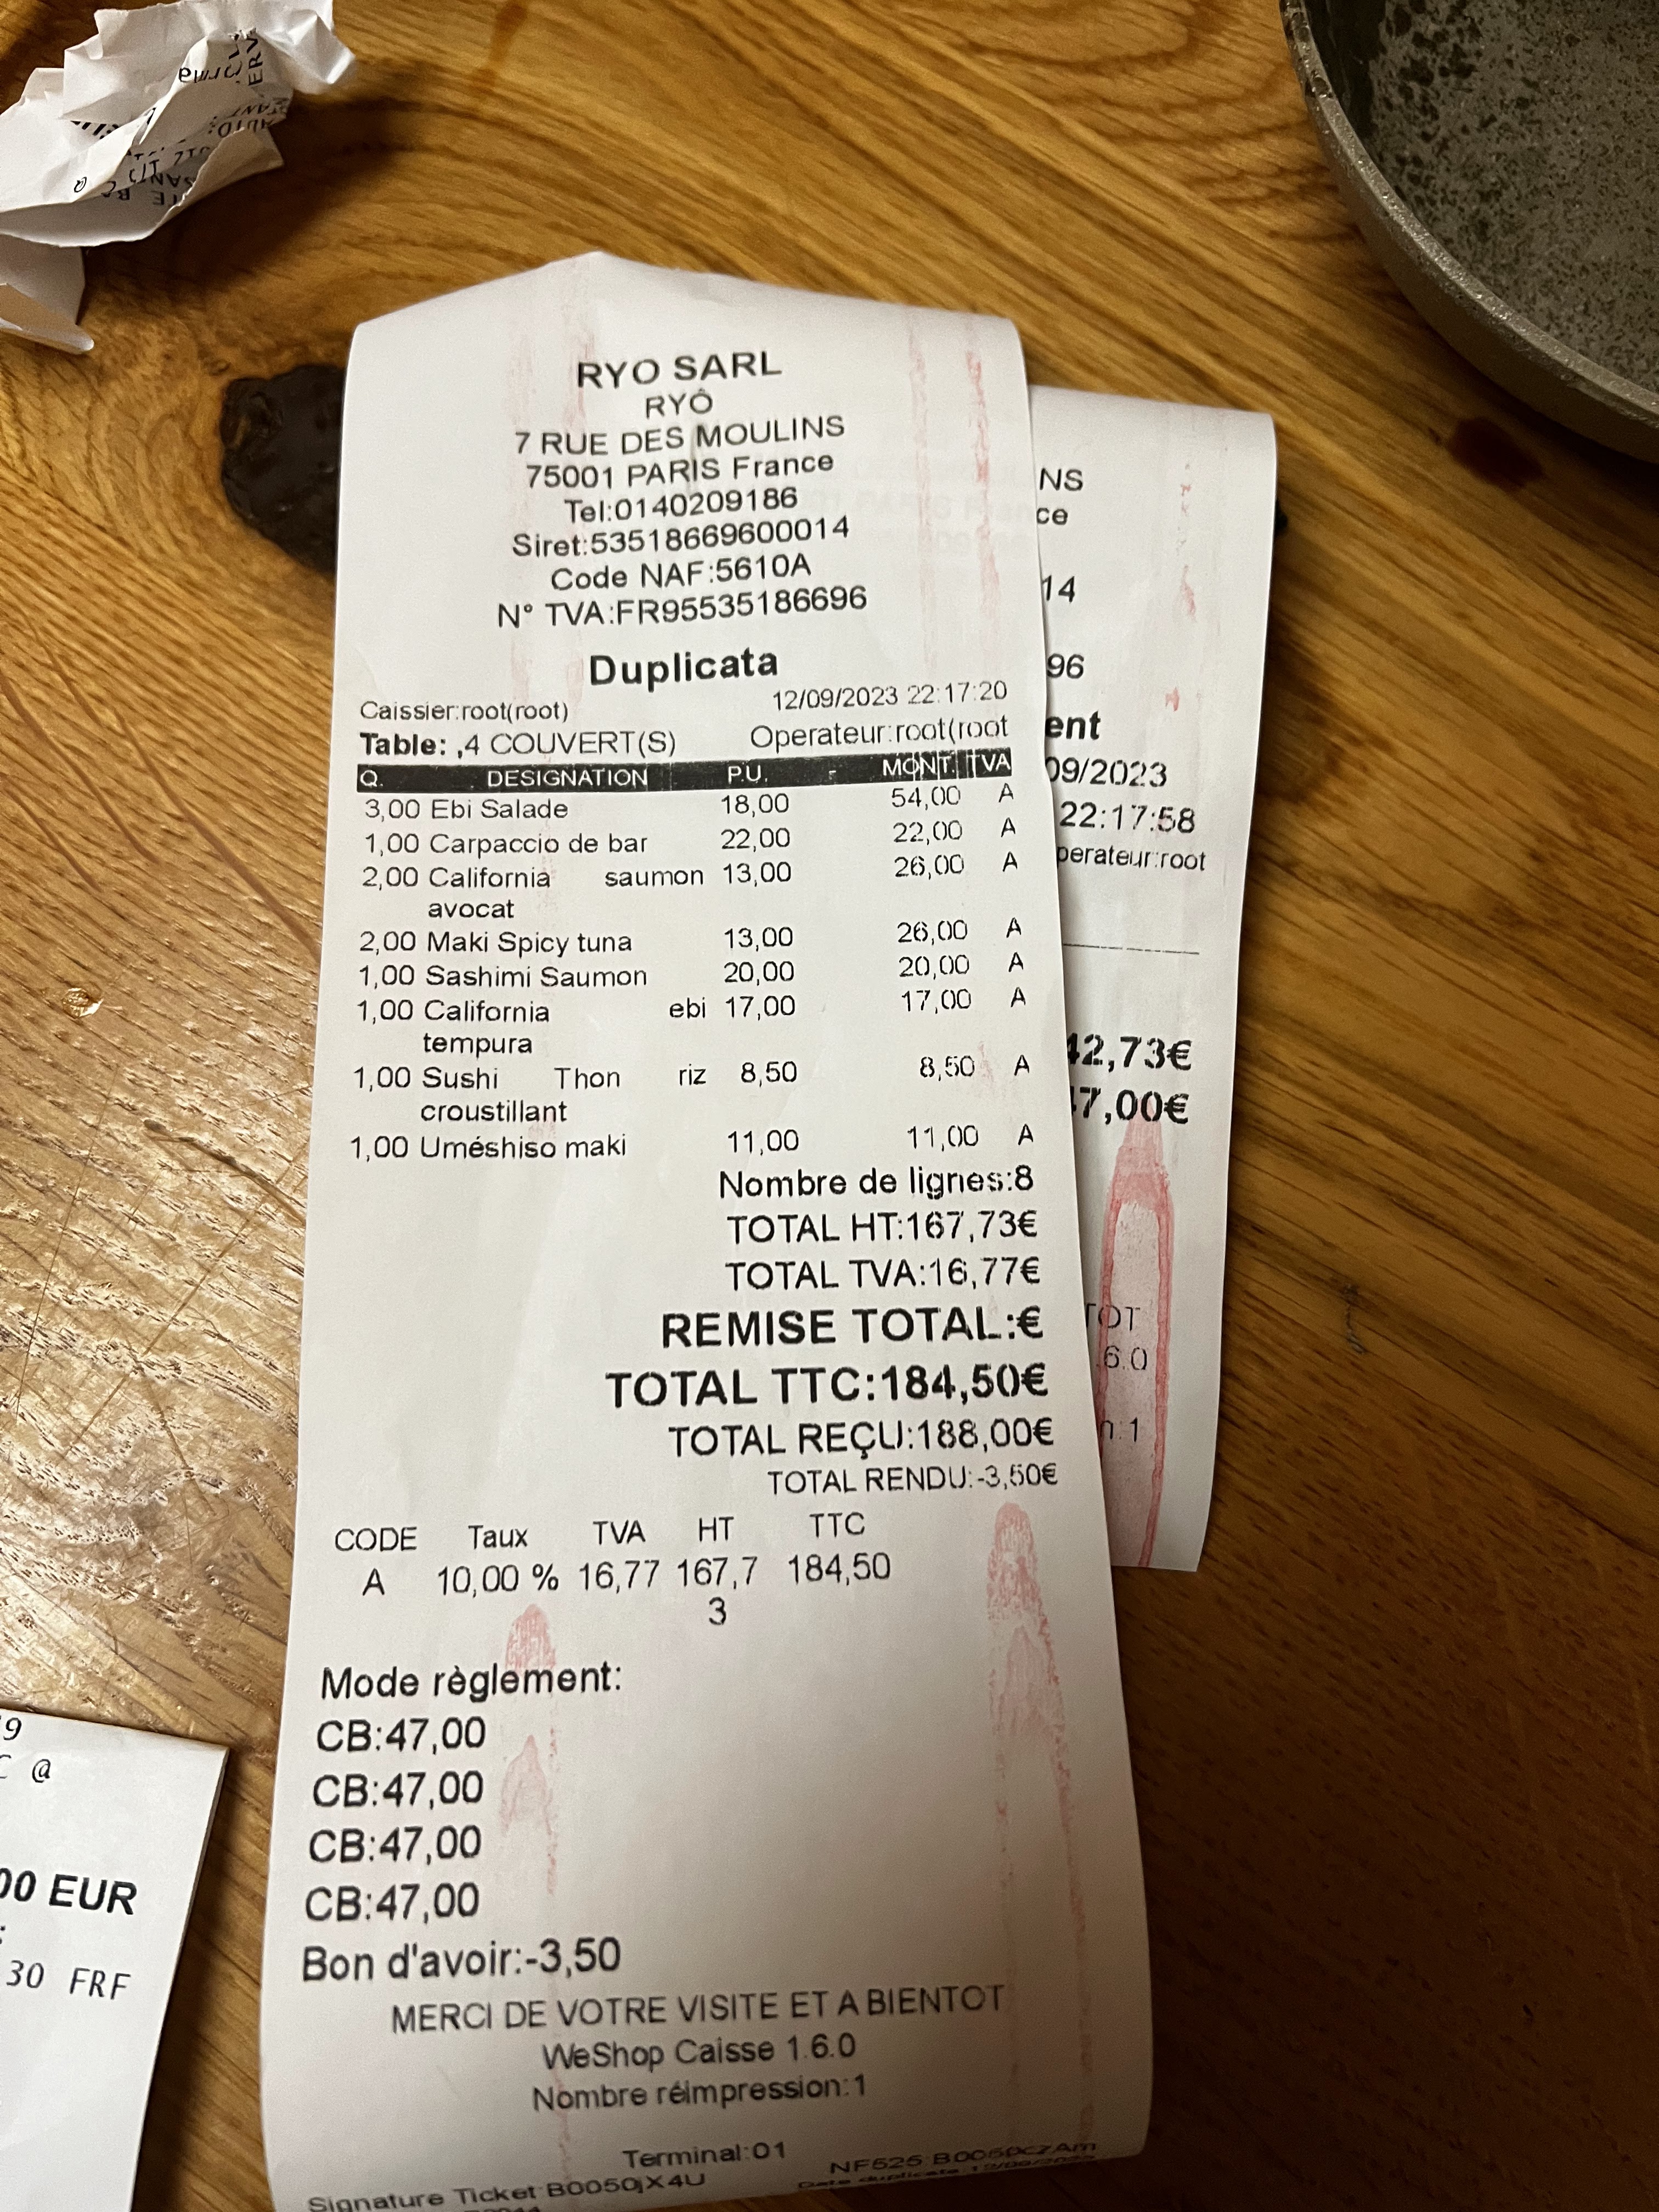 RYO SARL
RYÔ
7 RUE DES MOULINS
75001 PARIS France
Tel:0140209186
Siret:53518669600014
Code NAF:5610A
N° TVA:FR95535186696
Duplicata
12/09/2023 22:17:20
Caissier:root(root)
Table: ,4 COUVERT(S) Operateur:root(root
Q. DESIGNATION P.U. - MONT. TVA
3,00 Ebi Salade 18,00 54,00 A
1,00 Carpaccio de bar 22,00 22,00 A
2,00 California saumon 13,00 26,00 A
avocat
2,00 Maki Spicy tuna 13,00 26,00 A
1,00 Sashimi Saumon 20,00 20,00 A
1,00 California ebi 17,00 17,00 A
tempura
1,00 Sushi Thon riz 8,50 8,50 A
croustillant
1,00 Uméshiso maki 11,00 11,00 A
Nombre de lignes:8
TOTAL HT:167,73€
TOTAL TVA:16,77€
REMISE TOTAL:€
TOTAL TTC:184,50€
TOTAL REÇU:188,00€
TOTAL RENDU:-3,50€
CODE Taux TVA HT TTC
A 10,00 % 16,77 167,7 184,50
3
Mode règlement:
CB:47,00
CB:47,00
CB:47,00
CB:47,00
Bon d'avoir:-3,50
MERCI DE VOTRE VISITE ET A BIENTOT
WeShop Caisse 1.6.0
Nombre réimpression:1
Terminal:01
Signature Ticket:B0050jX4U
NS
ce
14
96
ent
09/2023
22:17:58
perateur:root
42,73€
47,00€
TOT
.6.0
n:1
9
C @
00 EUR
30 FRF